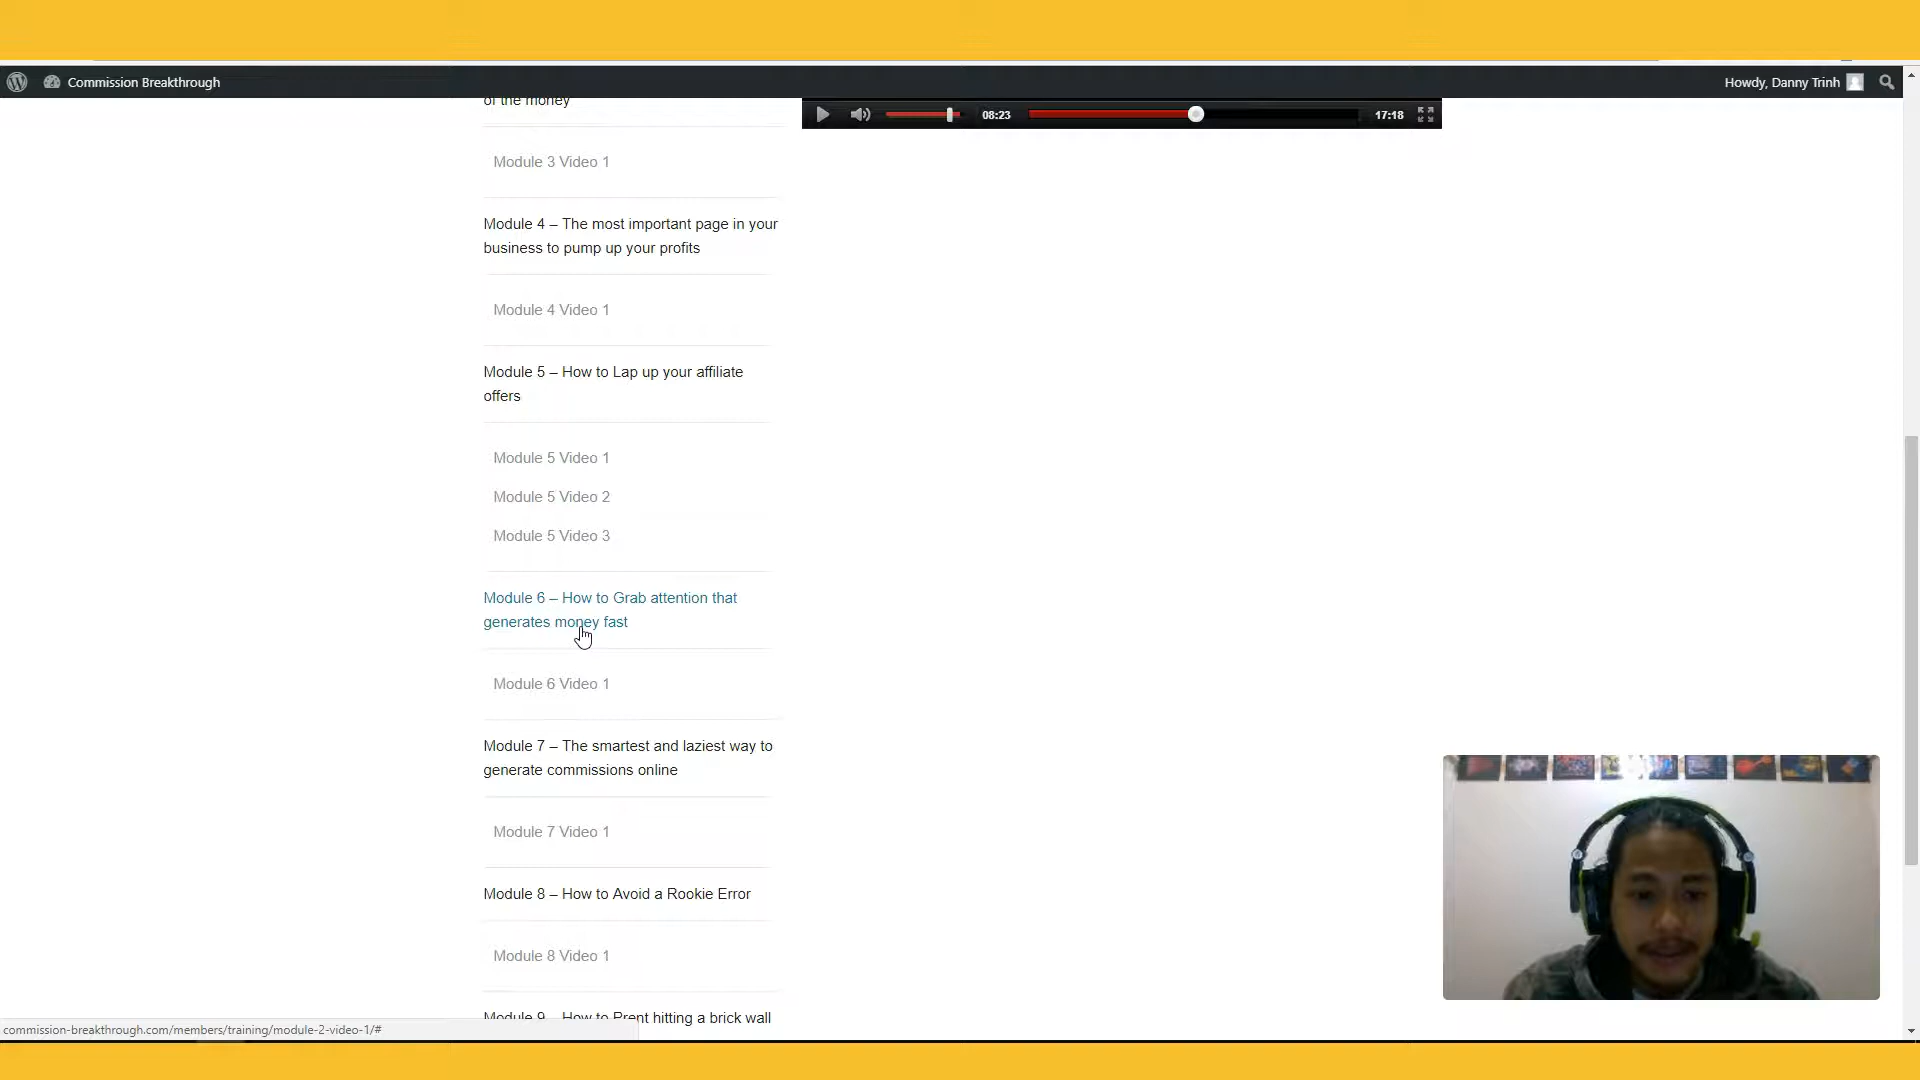 Commission Breakthrough
Howdy, Danny Trinh
of the money
08:23
17:18
Module 3 Video 1
Module 4 – The most important page in your
business to pump up your profits
Module 4 Video 1
Module 5 – How to Lap up your affiliate
offers
Module 5 Video 1
Module 5 Video 2
Module 5 Video 3
Module 6 – How to Grab attention that
generates money fast
Module 6 Video 1
Module 7 – The smartest and laziest way to
generate commissions online
Module 7 Video 1
Module 8 – How to Avoid a Rookie Error
Module 8 Video 1
Module 9 – How to Prent hitting a brick wall
commission-breakthrough.com/members/training/module-2-video-1/#